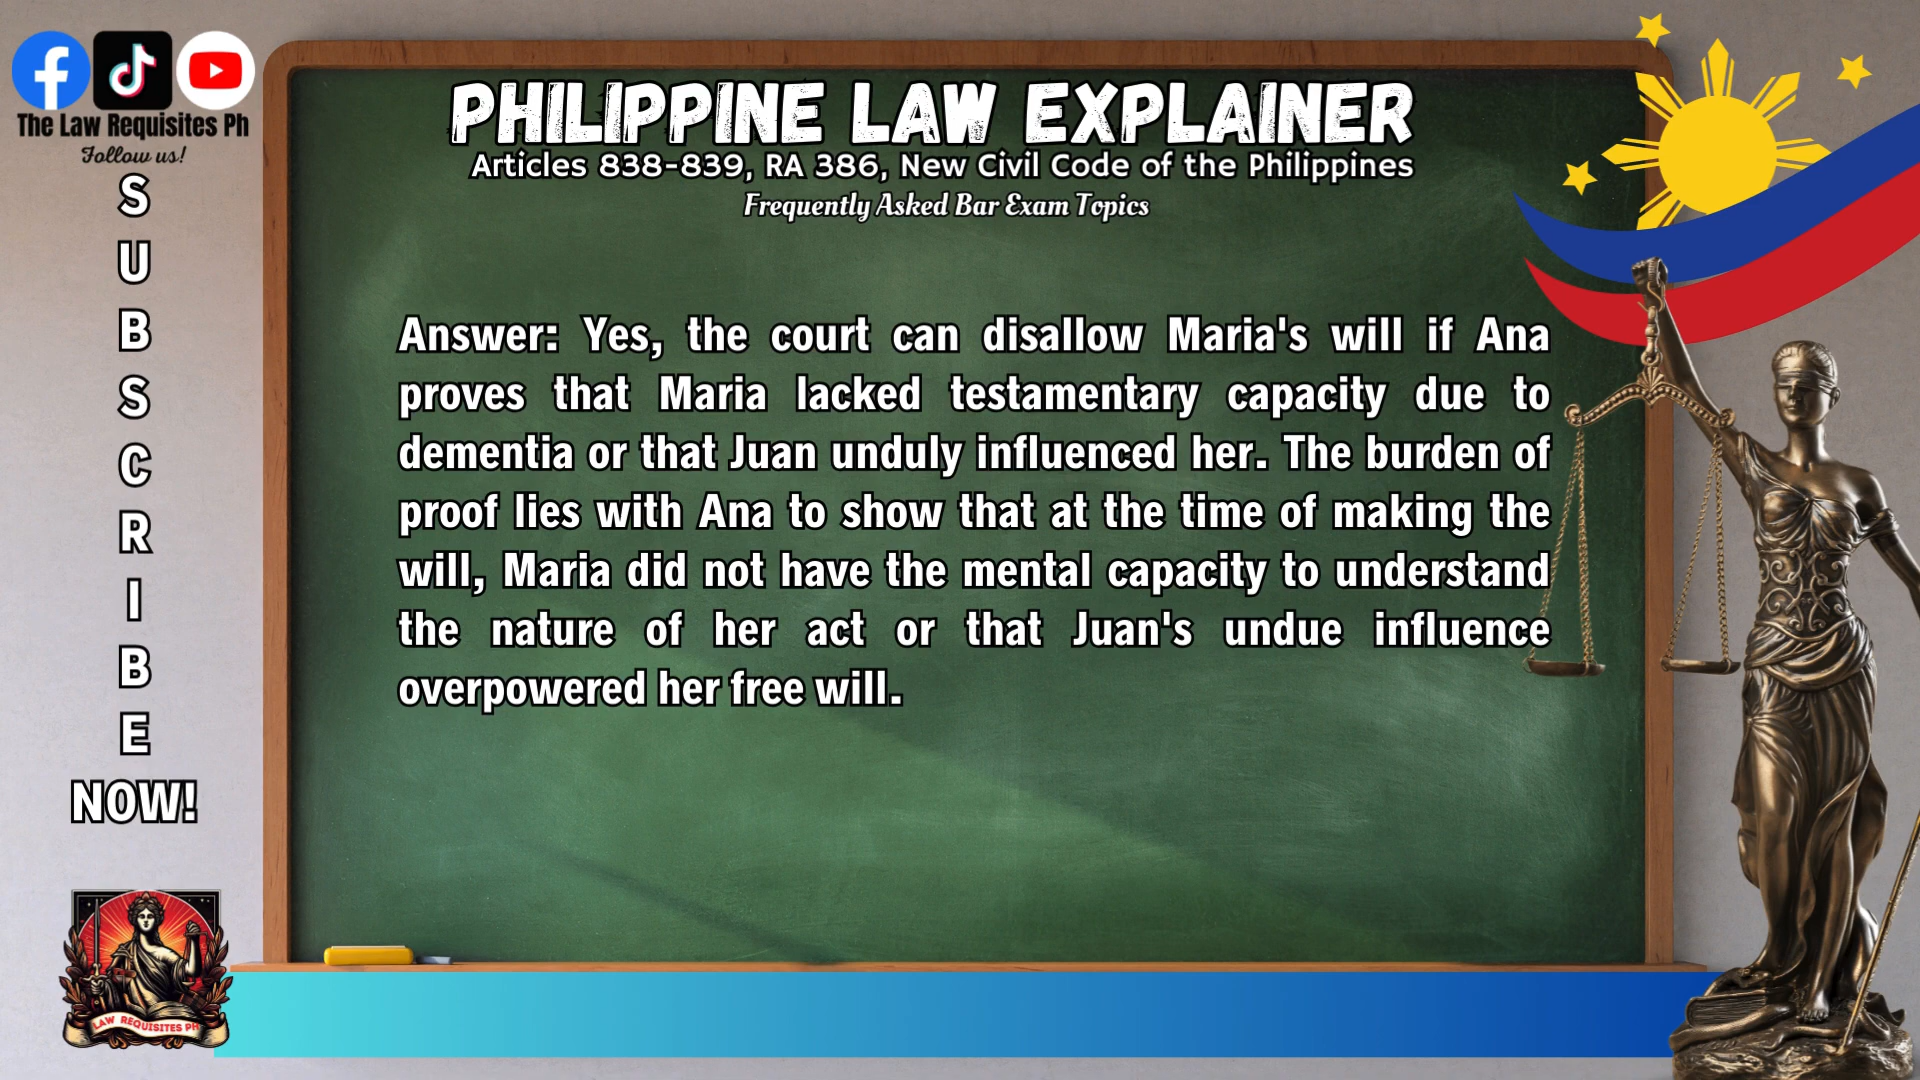 The Law Requisites Ph
Follow us!
S
U
B
S
C
R
I
B
E
NOW!
PHILIPPINE LAW EXPLAINER
Articles 838-839, RA 386, New Civil Code of the Philippines
Frequently Asked Bar Exam Topics
Answer: Yes, the court can disallow Maria's will if Ana
proves that Maria lacked testamentary capacity due to
dementia or that Juan unduly influenced her. The burden of
proof lies with Ana to show that at the time of making the
will, Maria did not have the mental capacity to understand
the nature of her act or that Juan's undue influence
overpowered her free will.
LAW REQUISITES PH